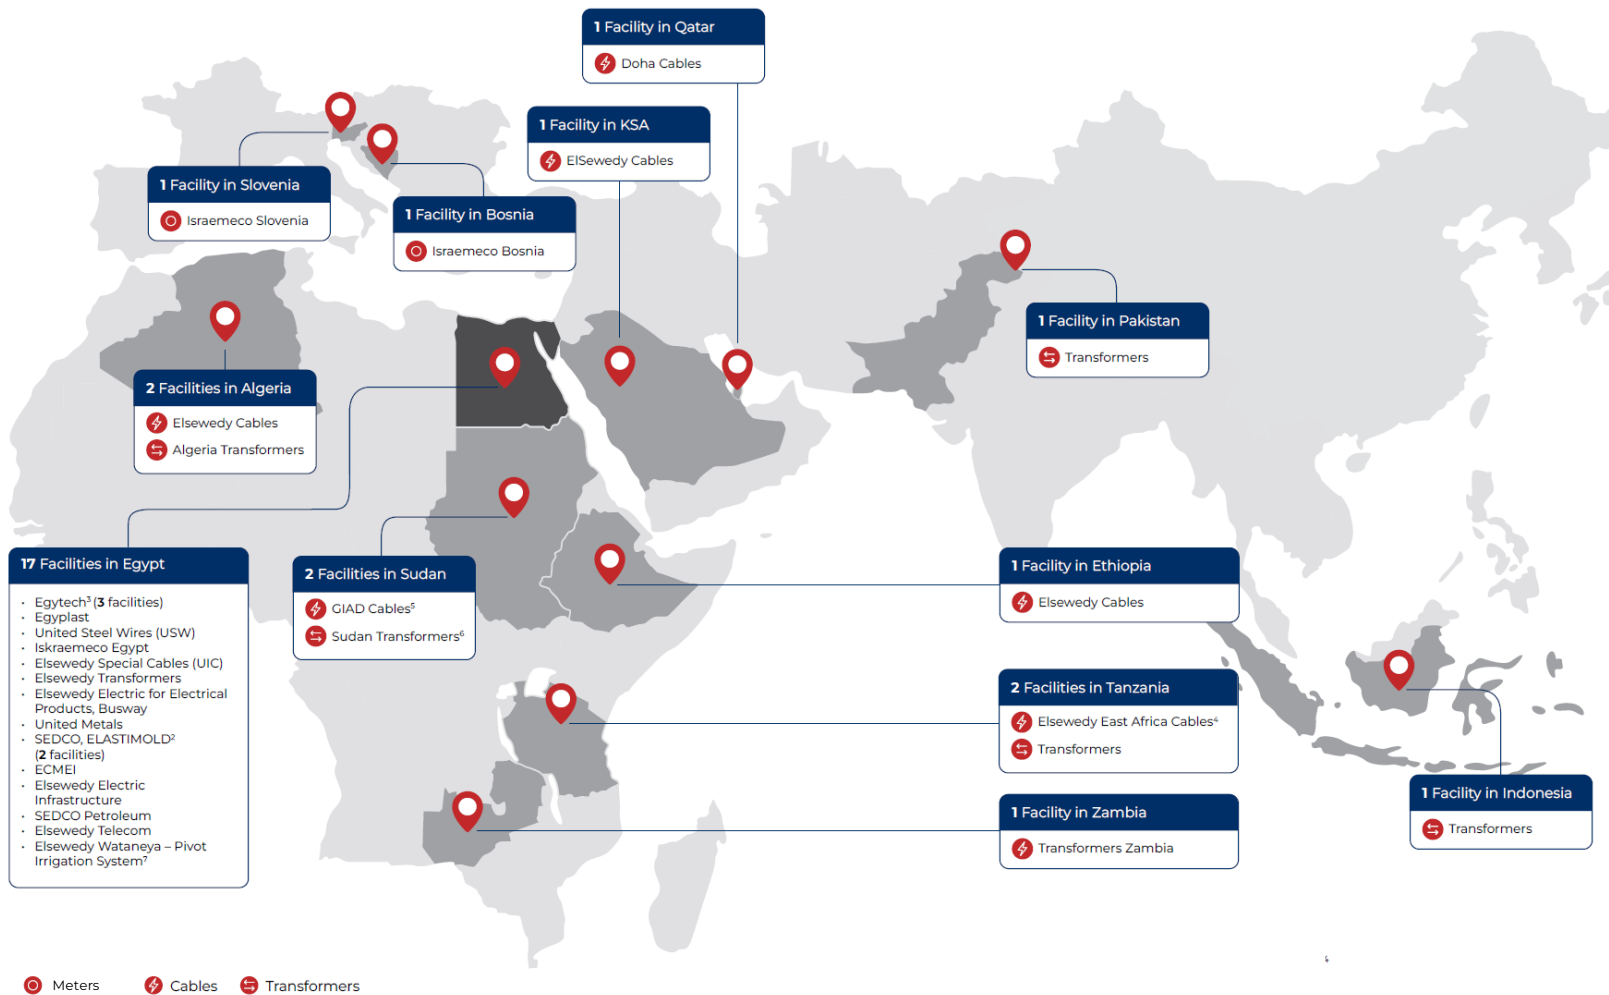 1 Facility in Qatar
Doha Cables
1 Facility in KSA
ElSewedy Cables
1 Facility in Slovenia
Israemeco Slovenia
1 Facility in Bosnia
Israemeco Bosnia
1 Facility in Pakistan
Transformers
2 Facilities in Algeria
Elsewedy Cables
Algeria Transformers
17 Facilities in Egypt
· Egytech³ (3 facilities)
· Egyplast
· United Steel Wires (USW)
· Iskraemeco Egypt
· Elsewedy Special Cables (UIC)
· Elsewedy Transformers
· Elsewedy Electric for Electrical
Products, Busway
· United Metals
· SEDCO, ELASTIMOLD²
(2 facilities)
· ECMEI
· Elsewedy Electric
Infrastructure
· SEDCO Petroleum
· Elsewedy Telecom
· Elsewedy Wataneya – Pivot
Irrigation System⁷
2 Facilities in Sudan
GIAD Cables⁵
Sudan Transformers⁶
1 Facility in Ethiopia
Elsewedy Cables
2 Facilities in Tanzania
Elsewedy East Africa Cables⁴
Transformers
1 Facility in Zambia
Transformers Zambia
1 Facility in Indonesia
Transformers
Meters
Cables
Transformers